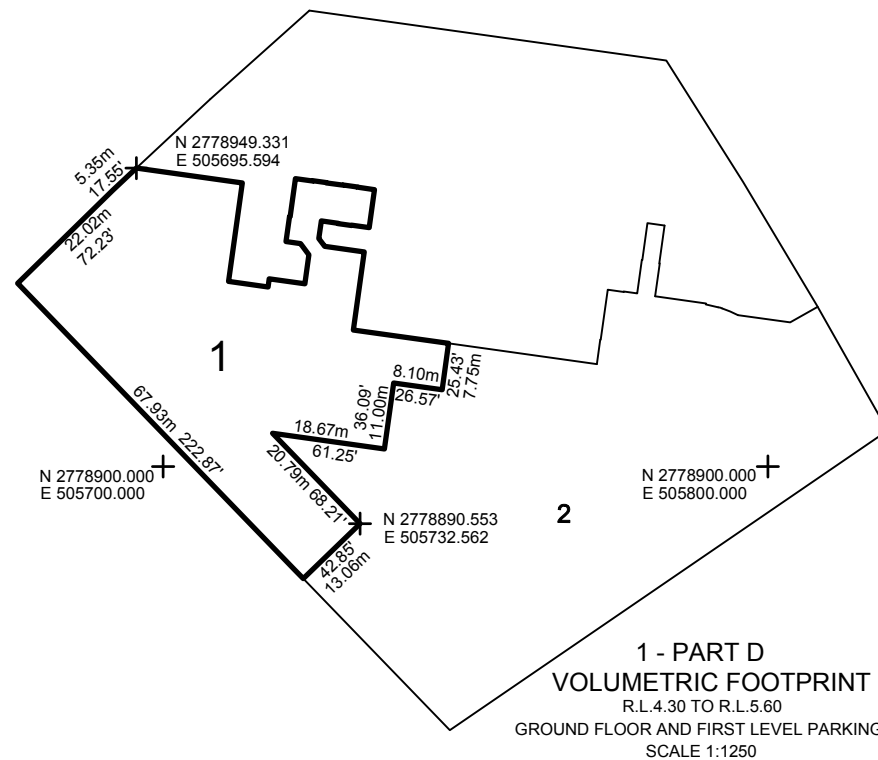 N 2778949.331
E 505695.594
5.35m
17.55'
22.02m
72.23'
1
8.10m
26.57'
25.43'
7.75m
36.09'
11.00m
18.67m
61.25'
67.93m 222.87'
20.79m 68.21'
N 2778900.000
E 505700.000
N 2778900.000
E 505800.000
N 2778890.553
E 505732.562
2
42.85'
13.06m
1 - PART D
VOLUMETRIC FOOTPRINT
R.L.4.30 TO R.L.5.60
GROUND FLOOR AND FIRST LEVEL PARKING
SCALE 1:1250